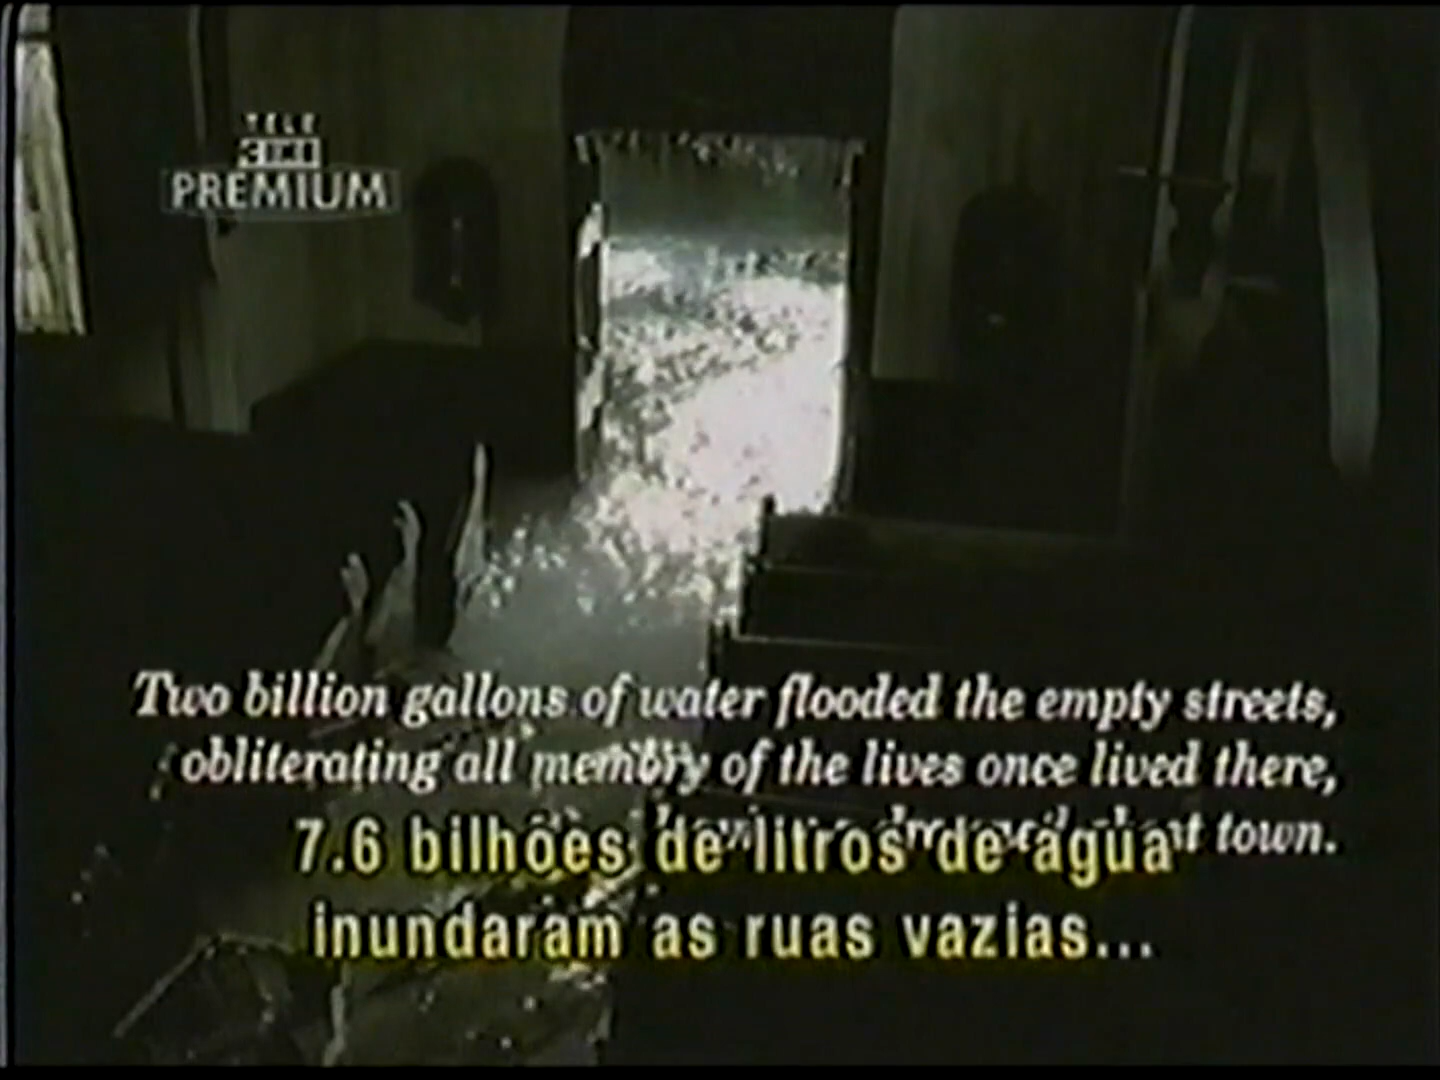 TELE
CINE
PREMIUM
Two billion gallons of water flooded the empty streets,
obliterating all memory of the lives once lived there,
town.
7.6 bilhões de litros de água
inundaram as ruas vazias...